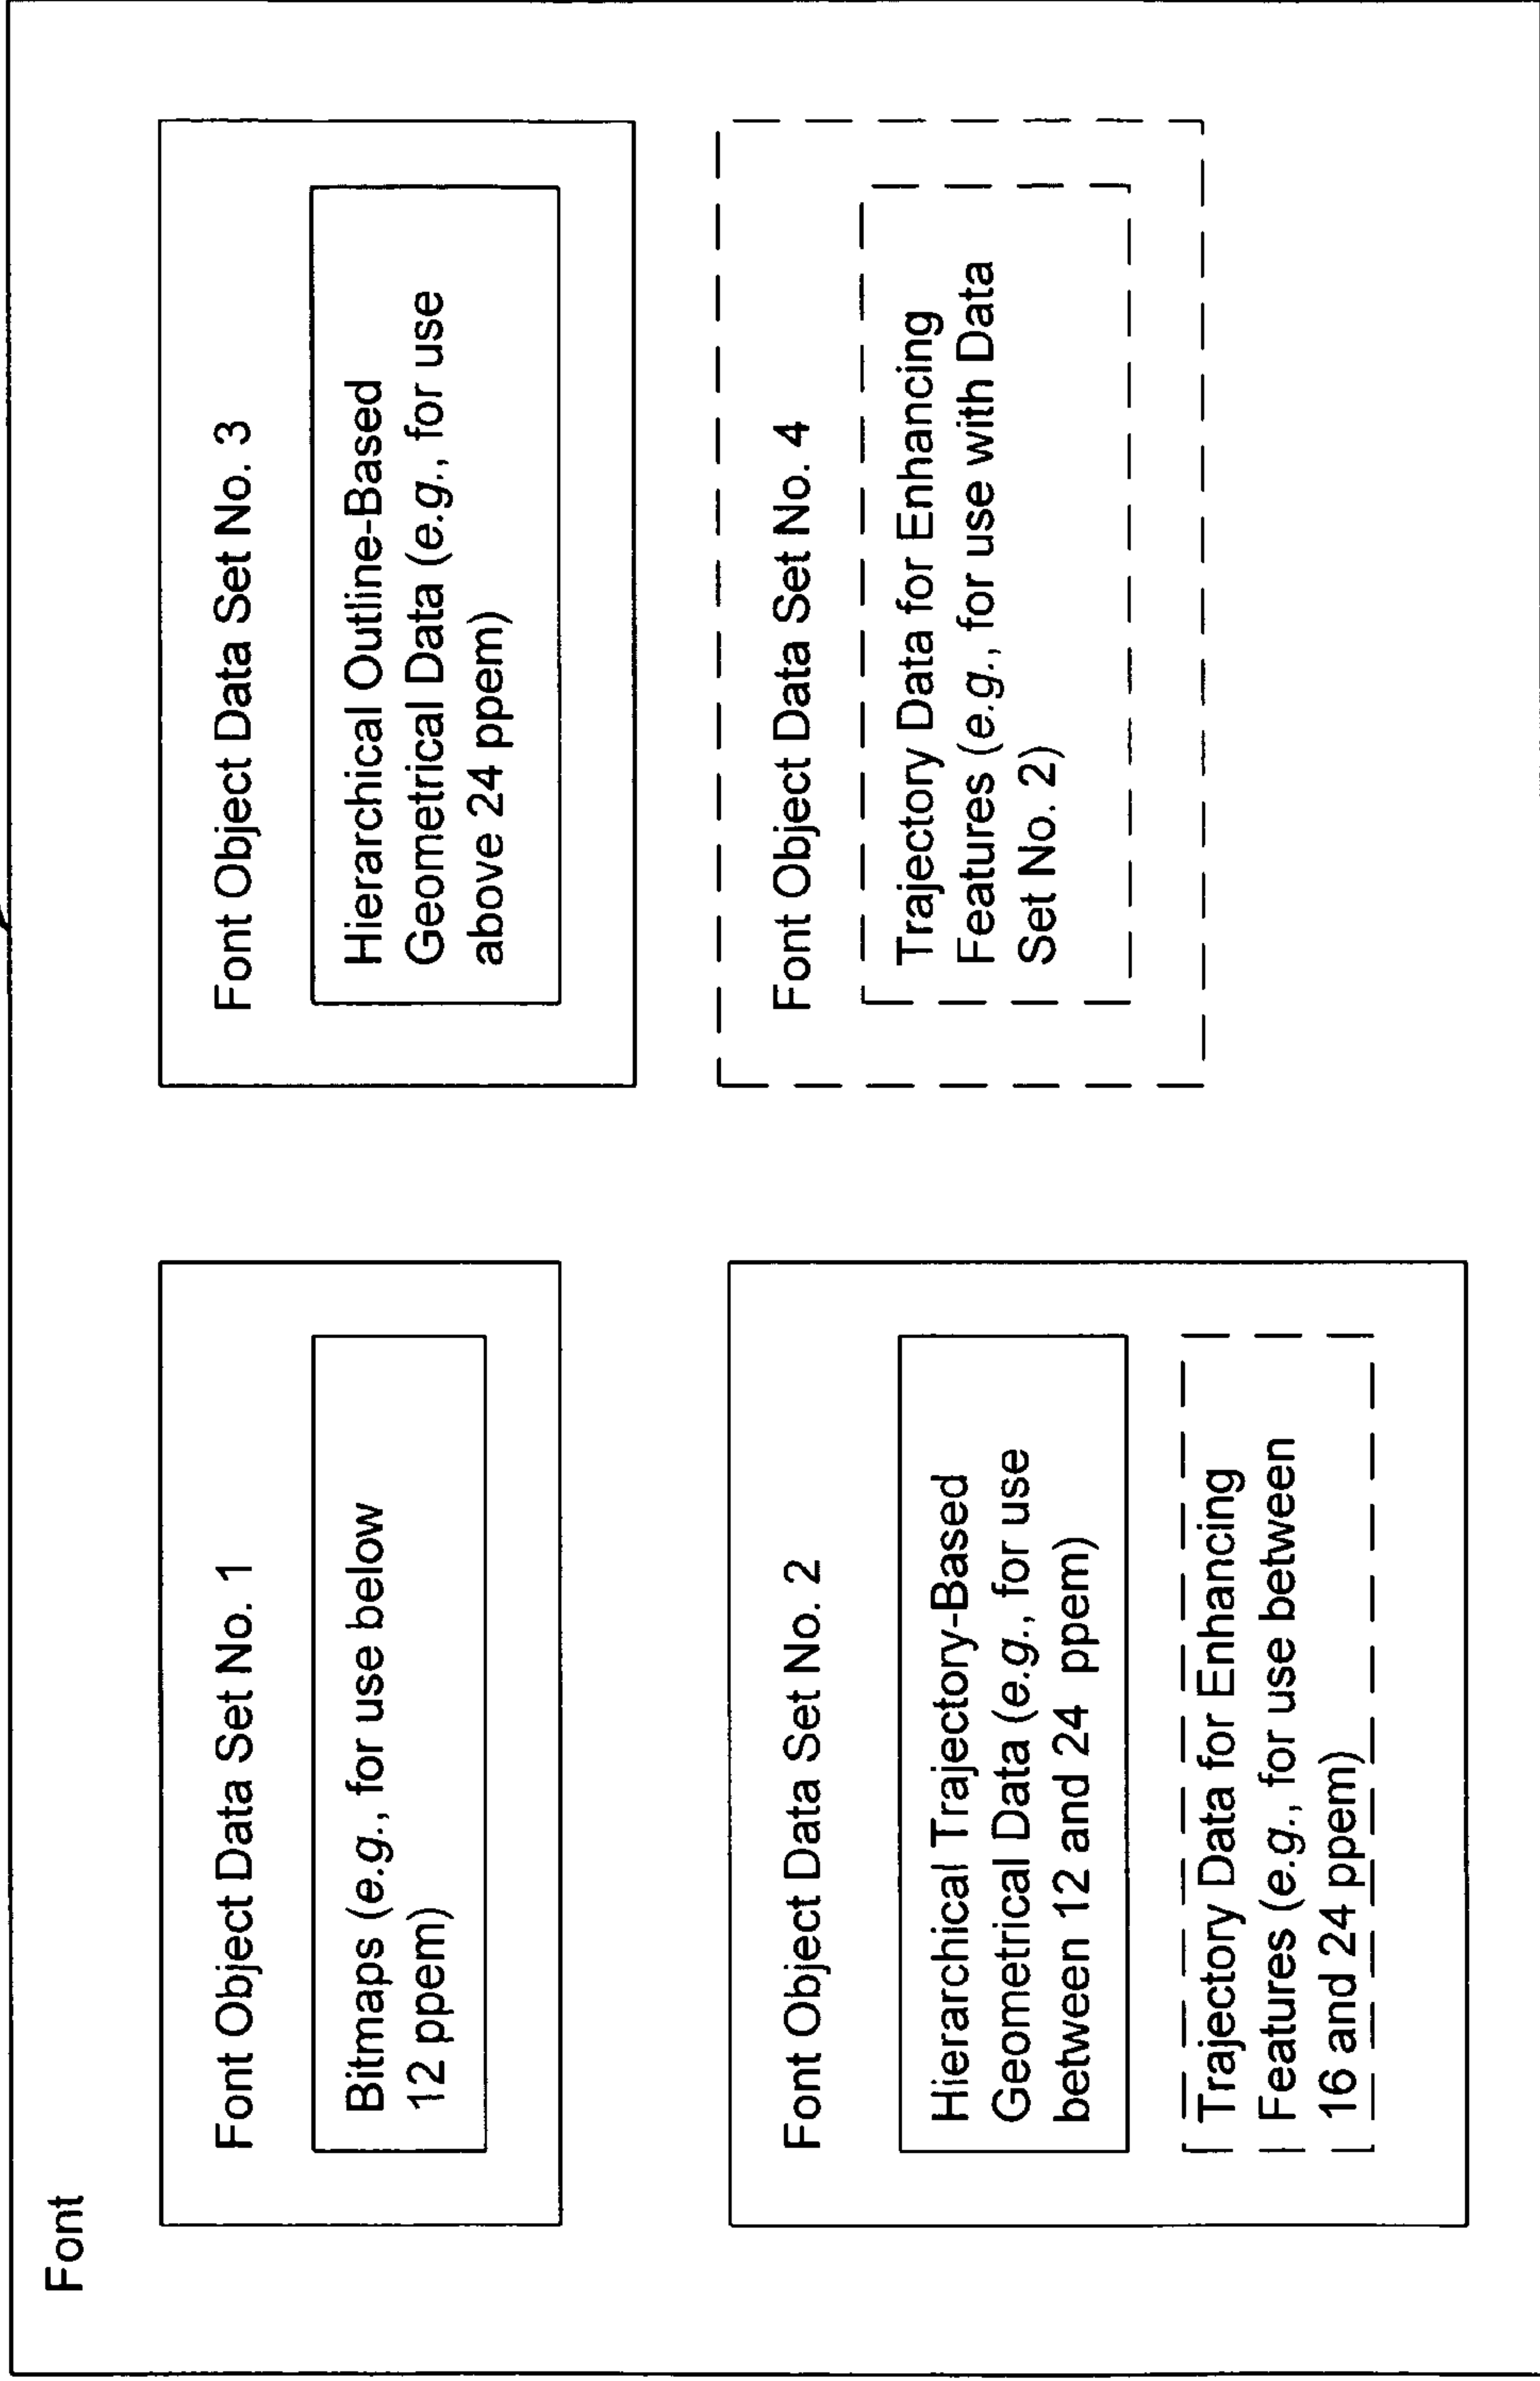 Font
Font Object Data Set No. 1
Bitmaps (e.g., for use below
12 ppem)
Font Object Data Set No. 2
Hierarchical Trajectory-Based
Geometrical Data (e.g., for use
between 12 and 24 ppem)
Trajectory Data for Enhancing
Features (e.g., for use between
16 and 24 ppem)
Font Object Data Set No. 3
Hierarchical Outline-Based
Geometrical Data (e.g., for use
above 24 ppem)
Font Object Data Set No. 4
Trajectory Data for Enhancing
Features (e.g., for use with Data
Set No. 2)